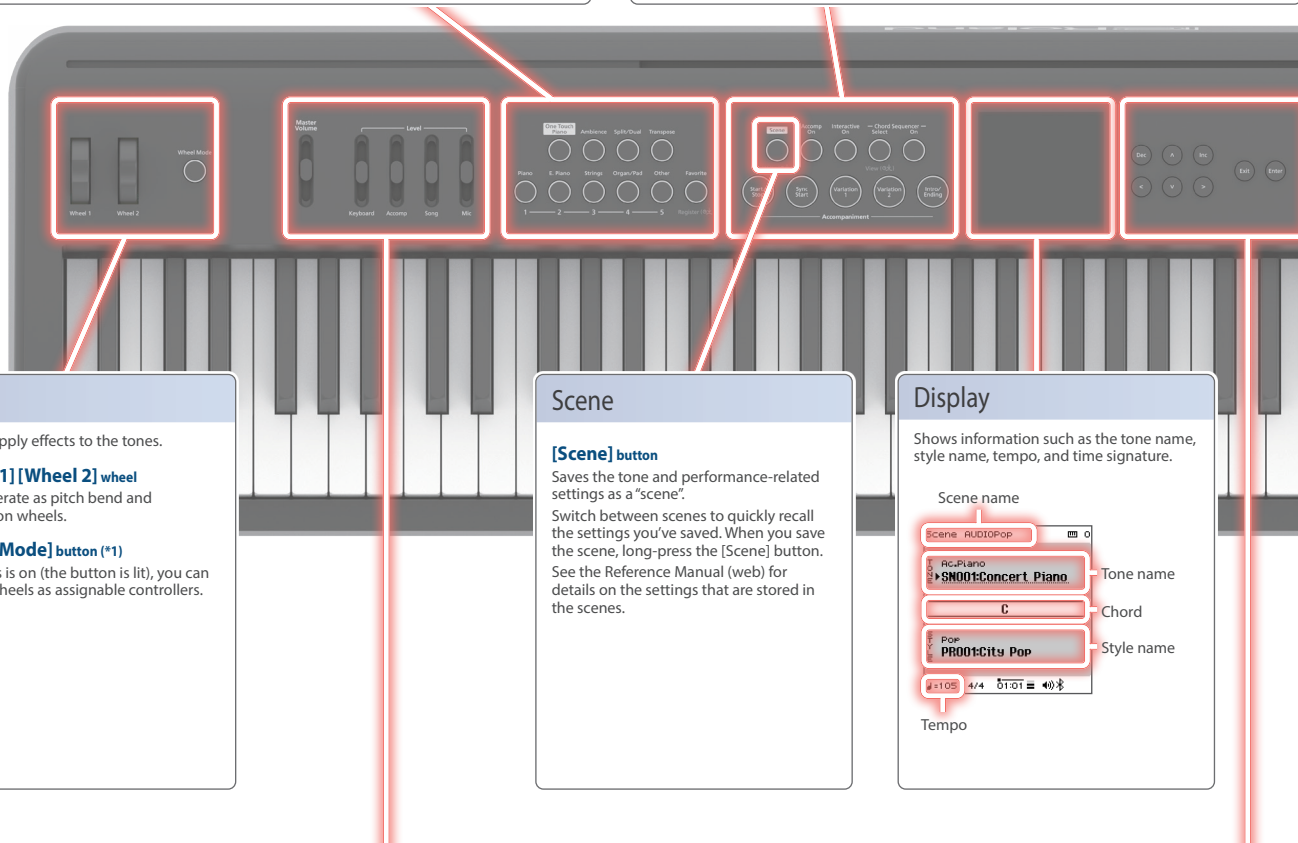 Master
Volume
Level
Wheel Mode
Wheel 1
Wheel 2
Keyboard
Accomp
Song
Mic
One Touch
Piano
Ambience
Split/Dual
Transpose
Piano
E. Piano
Strings
Organ/Pad
Other
Favorite
1 — 2 — 3 — 4 — 5
Scene
Accomp
On
Interactive
On
— Chord Sequencer —
Select
On
Start/
Stop
Sync
Start
Variation
1
Variation
2
Intro/
Ending
Accompaniment
Dec
∧
Inc
<
∨
>
Exit
Enter
pply effects to the tones.
1] [Wheel 2] wheel
erate as pitch bend and
on wheels.
Mode] button (*1)
s is on (the button is lit), you can
heels as assignable controllers.
Scene
[Scene] button
Saves the tone and performance-related
settings as a “scene”.
Switch between scenes to quickly recall
the settings you’ve saved. When you save
the scene, long-press the [Scene] button.
See the Reference Manual (web) for
details on the settings that are stored in
the scenes.
Display
Shows information such as the tone name,
style name, tempo, and time signature.
Scene name
Scene AUDIOPop
0
TONE
Ac.Piano
SN001:Concert Piano
Tone name
C
Chord
STYLE
Pop
PR001:City Pop
Style name
♩=105 4/4 01:01
Tempo